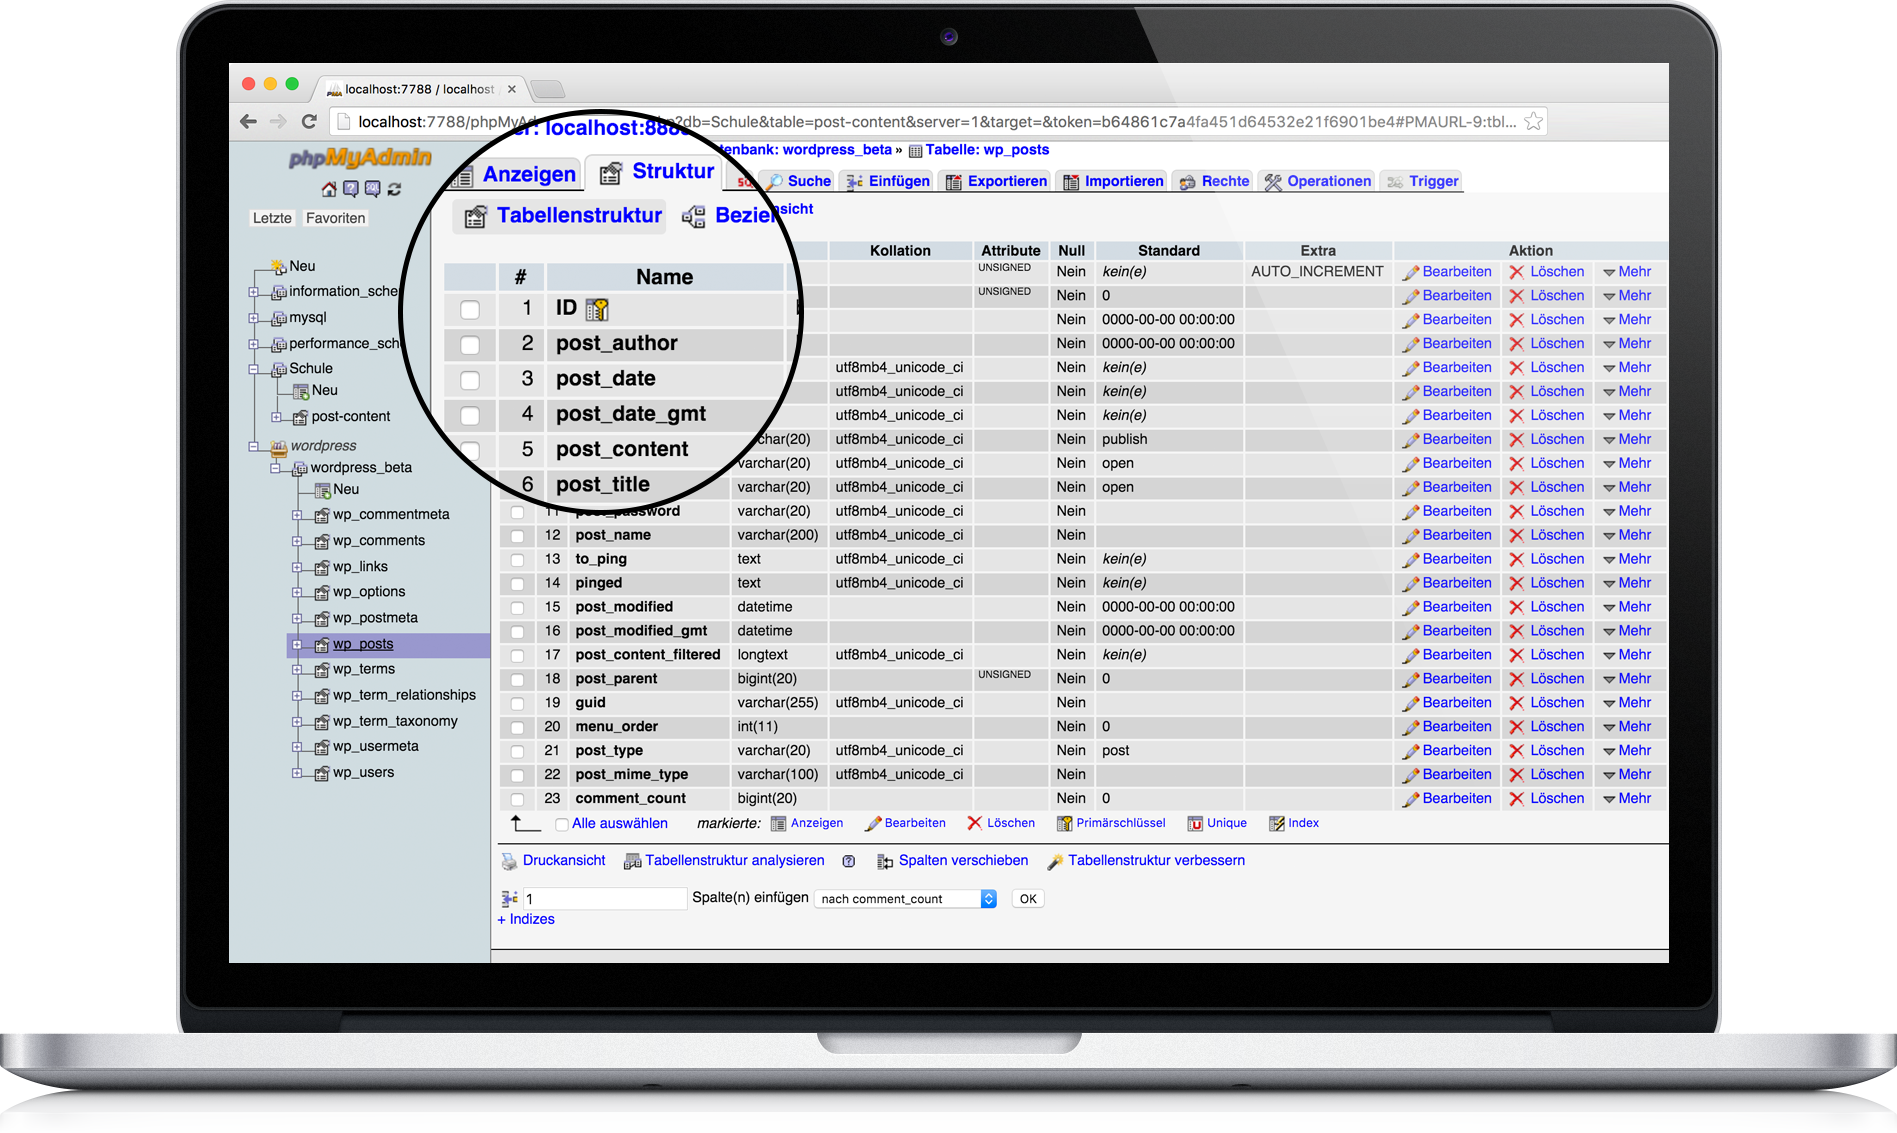 localhost:7788 / localhost
localhost:7788/phpMyAd
?db=Schule&table=post-content&server=1&target=&token=b64861c7a4fa451d64532e21f6901be4#PMAURL-9:tbl...
phpMyAdmin
Letzte Favoriten
Neu
information_sche
mysql
performance_sch
Schule
Neu
post-content
wordpress
wordpress_beta
Neu
wp_commentmeta
wp_comments
wp_links
wp_options
wp_postmeta
wp_posts
wp_terms
wp_term_relationships
wp_term_taxonomy
wp_usermeta
wp_users
er: localhost:8888
tenbank: wordpress_beta » Tabelle: wp_posts
Anzeigen Struktur SQ Suche Einfügen Exportieren Importieren Rechte Operationen Trigger
Tabellenstruktur Bezieh nsicht
# Name Kollation Attribute Null Standard Extra Aktion
1 ID UNSIGNED Nein kein(e) AUTO_INCREMENT Bearbeiten Löschen Mehr
2 post_author UNSIGNED Nein 0 Bearbeiten Löschen Mehr
3 post_date Nein 0000-00-00 00:00:00 Bearbeiten Löschen Mehr
4 post_date_gmt Nein 0000-00-00 00:00:00 Bearbeiten Löschen Mehr
5 post_content utf8mb4_unicode_ci Nein kein(e) Bearbeiten Löschen Mehr
6 post_title utf8mb4_unicode_ci Nein kein(e) Bearbeiten Löschen Mehr
utf8mb4_unicode_ci Nein kein(e) Bearbeiten Löschen Mehr
rchar(20) utf8mb4_unicode_ci Nein publish Bearbeiten Löschen Mehr
varchar(20) utf8mb4_unicode_ci Nein open Bearbeiten Löschen Mehr
varchar(20) utf8mb4_unicode_ci Nein open Bearbeiten Löschen Mehr
11 post_password varchar(20) utf8mb4_unicode_ci Nein Bearbeiten Löschen Mehr
12 post_name varchar(200) utf8mb4_unicode_ci Nein Bearbeiten Löschen Mehr
13 to_ping text utf8mb4_unicode_ci Nein kein(e) Bearbeiten Löschen Mehr
14 pinged text utf8mb4_unicode_ci Nein kein(e) Bearbeiten Löschen Mehr
15 post_modified datetime Nein 0000-00-00 00:00:00 Bearbeiten Löschen Mehr
16 post_modified_gmt datetime Nein 0000-00-00 00:00:00 Bearbeiten Löschen Mehr
17 post_content_filtered longtext utf8mb4_unicode_ci Nein kein(e) Bearbeiten Löschen Mehr
18 post_parent bigint(20) UNSIGNED Nein 0 Bearbeiten Löschen Mehr
19 guid varchar(255) utf8mb4_unicode_ci Nein Bearbeiten Löschen Mehr
20 menu_order int(11) Nein 0 Bearbeiten Löschen Mehr
21 post_type varchar(20) utf8mb4_unicode_ci Nein post Bearbeiten Löschen Mehr
22 post_mime_type varchar(100) utf8mb4_unicode_ci Nein Bearbeiten Löschen Mehr
23 comment_count bigint(20) Nein 0 Bearbeiten Löschen Mehr
Alle auswählen markierte: Anzeigen Bearbeiten Löschen Primärschlüssel Unique Index
Druckansicht Tabellenstruktur analysieren Spalten verschieben Tabellenstruktur verbessern
1 Spalte(n) einfügen nach comment_count OK
+ Indizes